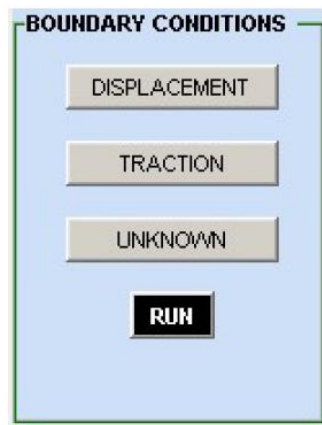 BOUNDARY CONDITIONS
DISPLACEMENT
TRACTION
UNKNOWN
RUN